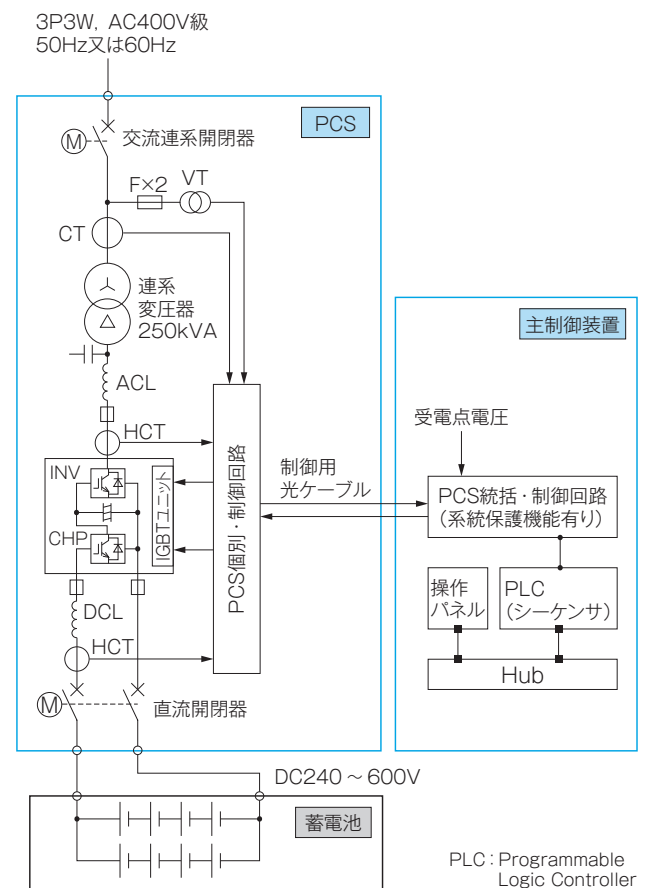 3P3W, AC400V級
50Hz又は60Hz
PCS
M
交流連系開閉器
F×2
VT
CT
連系
変圧器
250kVA
ACL
HCT
INV
CHP
IGBTユニット
PCS個別・制御回路
DCL
HCT
M
直流開閉器
制御用
光ケーブル
主制御装置
受電点電圧
PCS統括・制御回路
(系統保護機能有り)
操作
パネル
PLC
(シーケンサ)
Hub
DC240～600V
蓄電池
PLC:Programmable
Logic Controller